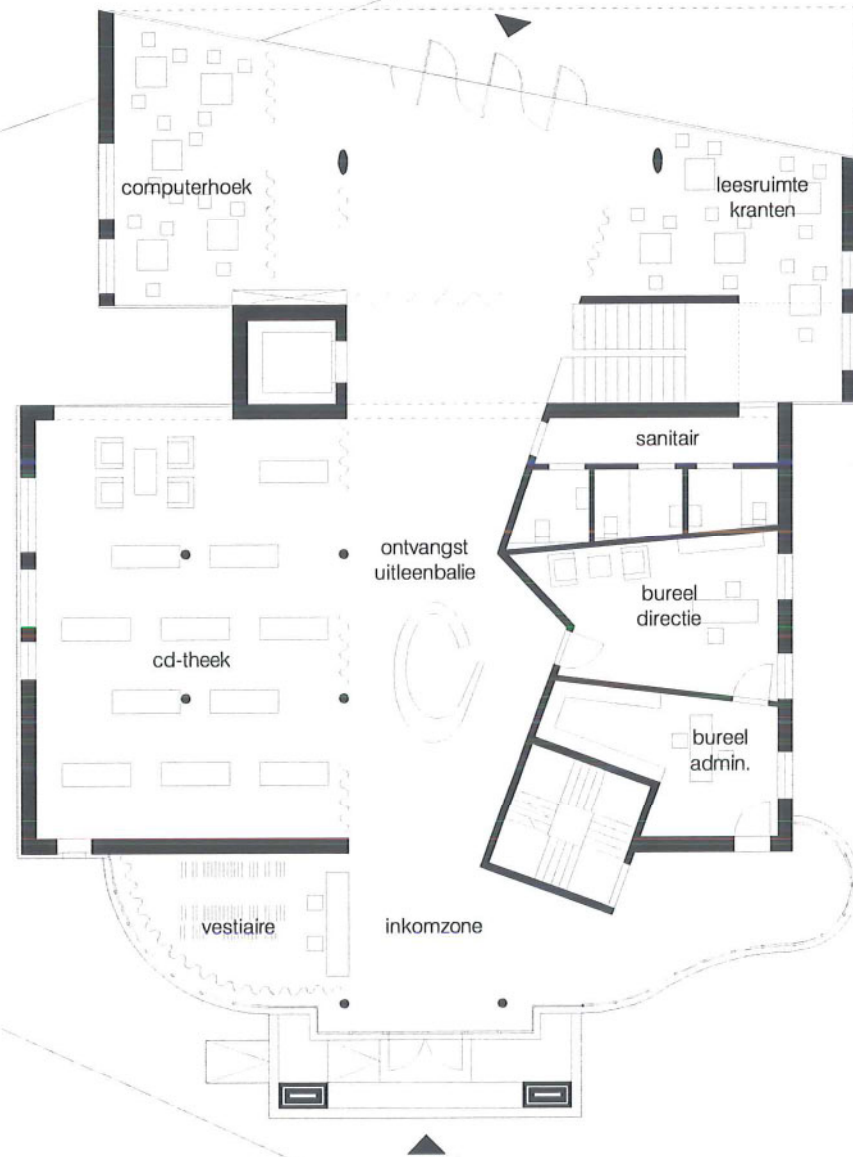 computerhoek
leesruimte
kranten
sanitair
ontvangst
uitleenbalie
bureel
directie
cd-theek
bureel
admin.
vestiaire
inkomzone